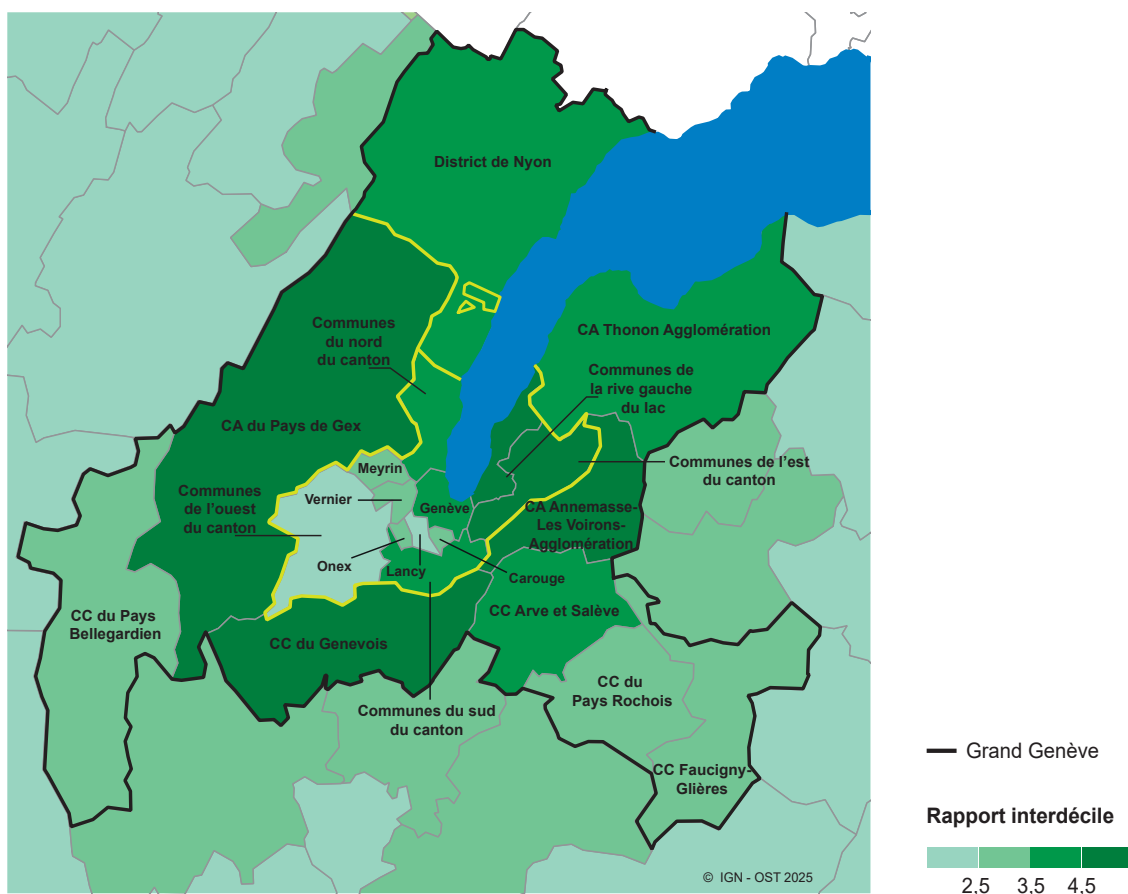 District de Nyon
Communes
du nord
du canton
CA Thonon Agglomération
Communes de
la rive gauche
du lac
CA du Pays de Gex
Meyrin
Communes de l'est
du canton
Communes
de l'ouest
du canton
Vernier
Genève
CA Annemasse-
Les Voirons-
Agglomération
Onex
Lancy
Carouge
CC du Pays
Bellegardien
CC du Genevois
CC Arve et Salève
CC du
Pays Rochois
Communes du sud
du canton
CC Faucigny-
Glières
© IGN - OST 2025
Grand Genève
Rapport interdécile
2,5 3,5 4,5